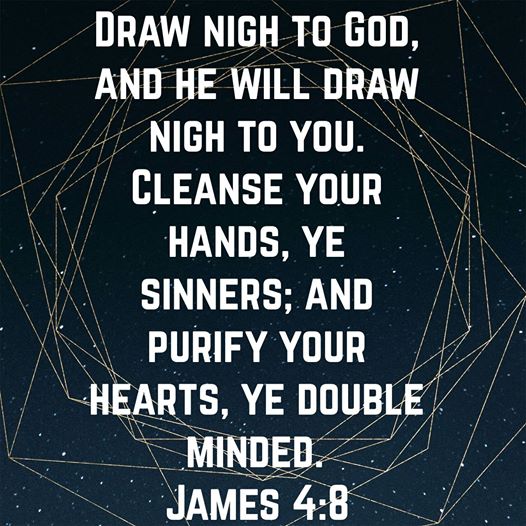 Draw nigh to God,
and he will draw
nigh to you.
Cleanse your
hands, ye
sinners; and
purify your
hearts, ye double
minded.
James 4:8